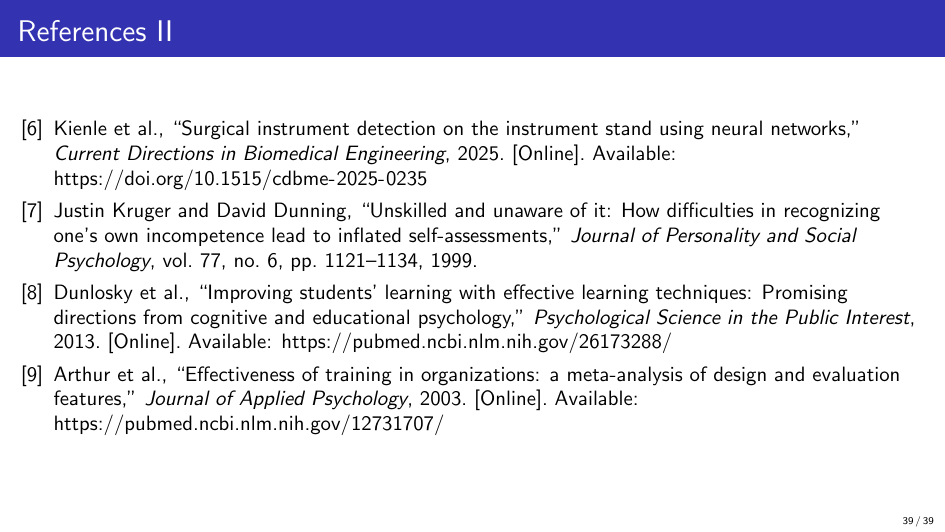 References II
[6] Kienle et al., “Surgical instrument detection on the instrument stand using neural networks,”
Current Directions in Biomedical Engineering, 2025. [Online]. Available:
https://doi.org/10.1515/cdbme-2025-0235
[7] Justin Kruger and David Dunning, “Unskilled and unaware of it: How difficulties in recognizing
one’s own incompetence lead to inflated self-assessments,” Journal of Personality and Social
Psychology, vol. 77, no. 6, pp. 1121–1134, 1999.
[8] Dunlosky et al., “Improving students’ learning with effective learning techniques: Promising
directions from cognitive and educational psychology,” Psychological Science in the Public Interest,
2013. [Online]. Available: https://pubmed.ncbi.nlm.nih.gov/26173288/
[9] Arthur et al., “Effectiveness of training in organizations: a meta-analysis of design and evaluation
features,” Journal of Applied Psychology, 2003. [Online]. Available:
https://pubmed.ncbi.nlm.nih.gov/12731707/
39 / 39